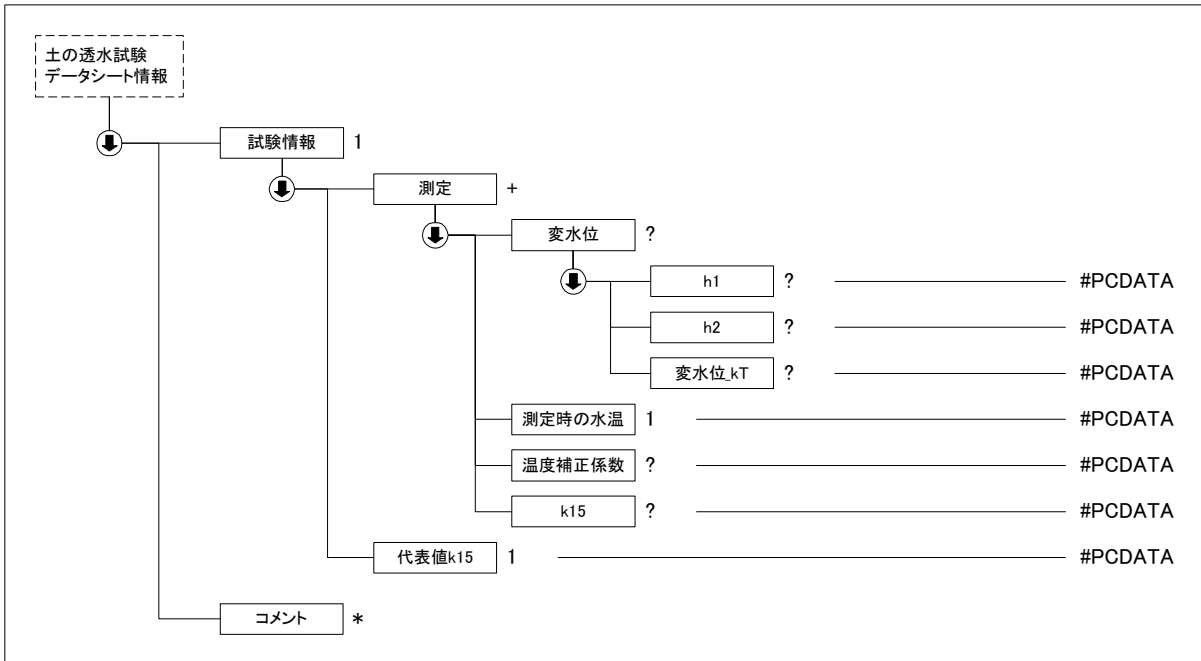 土の透水試験
データシート情報
試験情報 1
測定 +
変水位 ?
h1 ? #PCDATA
h2 ? #PCDATA
変水位_kT ? #PCDATA
測定時の水温 1 #PCDATA
温度補正係数 ? #PCDATA
k15 ? #PCDATA
代表値k15 1 #PCDATA
コメント *